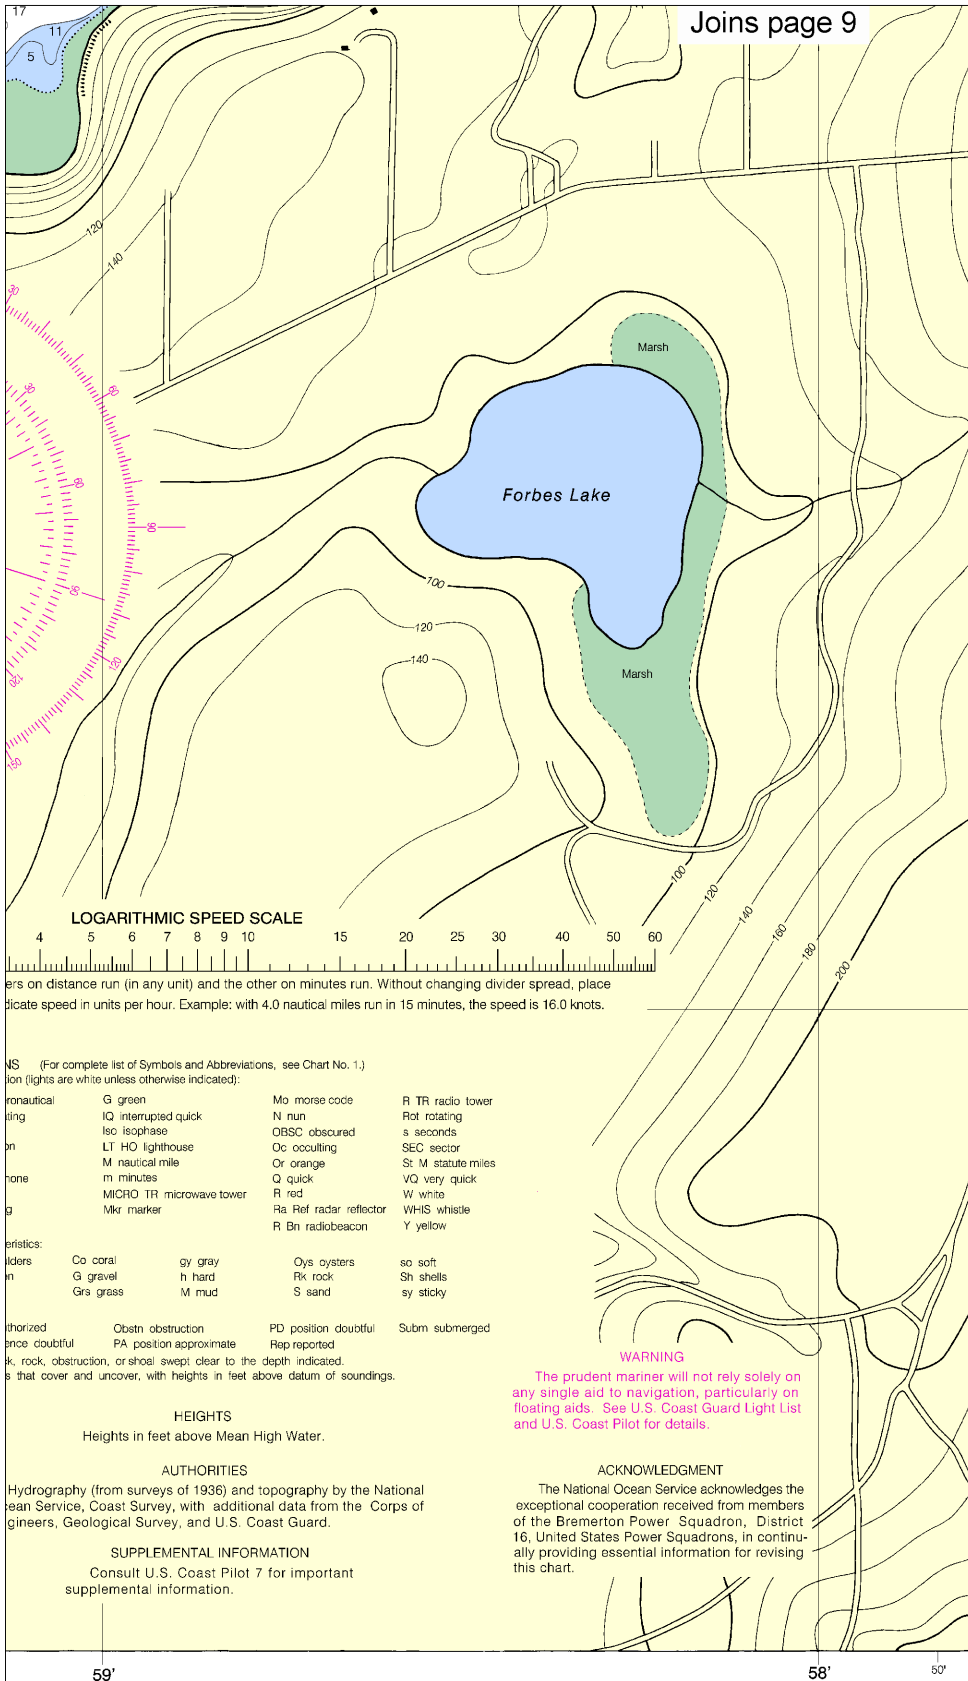 Joins page 9
17
11
5
120
140
30
60
90
120
150
30
60
90
120
Marsh
Forbes Lake
Marsh
100
120
140
100
120
140
160
180
200
LOGARITHMIC SPEED SCALE
4 5 6 7 8 9 10 15 20 25 30 40 50 60
ers on distance run (in any unit) and the other on minutes run. Without changing divider spread, place
dicate speed in units per hour. Example: with 4.0 nautical miles run in 15 minutes, the speed is 16.0 knots.
NS (For complete list of Symbols and Abbreviations, see Chart No. 1.)
tion (lights are white unless otherwise indicated):
ronautical G green Mo morse code R TR radio tower
ting IQ interrupted quick N nun Rot rotating
Iso isophase OBSC obscured s seconds
on LT HO lighthouse Oc occulting SEC sector
M nautical mile Or orange St M statute miles
hone m minutes Q quick VQ very quick
MICRO TR microwave tower R red W white
g Mkr marker Ra Ref radar reflector WHIS whistle
R Bn radiobeacon Y yellow
eristics:
ulders Co coral gy gray Oys oysters so soft
en G gravel h hard Rk rock Sh shells
Grs grass M mud S sand sy sticky
uthorized Obstn obstruction PD position doubtful Subm submerged
ence doubtful PA position approximate Rep reported
ck, rock, obstruction, or shoal swept clear to the depth indicated.
s that cover and uncover, with heights in feet above datum of soundings.
WARNING
The prudent mariner will not rely solely on
any single aid to navigation, particularly on
floating aids. See U.S. Coast Guard Light List
and U.S. Coast Pilot for details.
HEIGHTS
Heights in feet above Mean High Water.
AUTHORITIES
Hydrography (from surveys of 1936) and topography by the National
cean Service, Coast Survey, with additional data from the Corps of
gineers, Geological Survey, and U.S. Coast Guard.
SUPPLEMENTAL INFORMATION
Consult U.S. Coast Pilot 7 for important
supplemental information.
ACKNOWLEDGMENT
The National Ocean Service acknowledges the
exceptional cooperation received from members
of the Bremerton Power Squadron, District
16, United States Power Squadrons, in continu-
ally providing essential information for revising
this chart.
59'
58'
50"